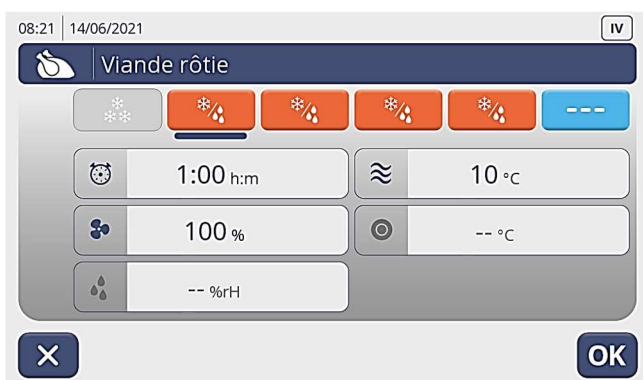 08:21 14/06/2021 IV
Viande rôtie
---
1:00 h:m 10 °C
100 % -- °C
-- %rH
OK